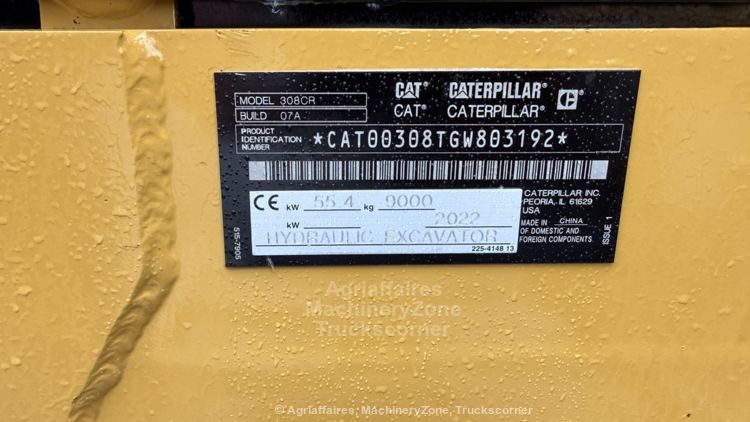 CAT® CATERPILLAR®
MODEL 308CR
CAT® CATERPILLAR®
BUILD 07A
PRODUCT IDENTIFICATION NUMBER
*CAT00308TGW803192*
CE kW 55.4 kg 9000
kW 2022
HYDRAULIC EXCAVATOR
225-4148 13
CATERPILLAR INC.
PEORIA, IL 61629
USA
MADE IN CHINA
OF DOMESTIC AND
FOREIGN COMPONENTS
ISSUE 1
515-7905
Agriaffaires
MachineryZone
Truckscorner
© Agriaffaires, MachineryZone, Truckscorner